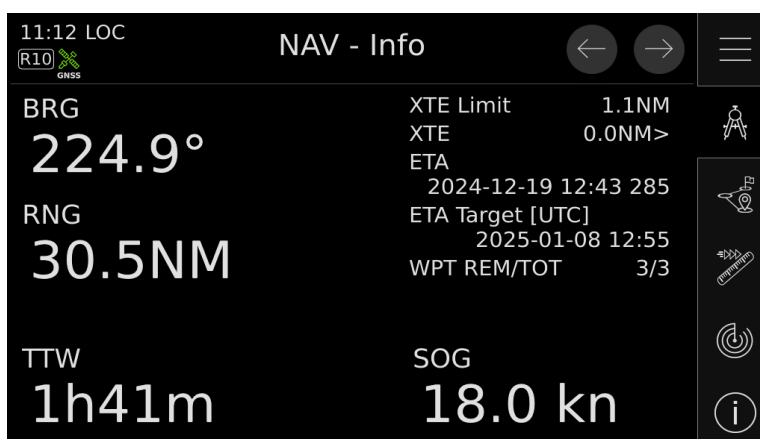 11:12 LOC
R10
GNSS
NAV - Info
BRG
224.9°
RNG
30.5NM
TTW
1h41m
XTE Limit 1.1NM
XTE 0.0NM>
ETA
2024-12-19 12:43 285
ETA Target [UTC]
2025-01-08 12:55
WPT REM/TOT 3/3
SOG
18.0 kn